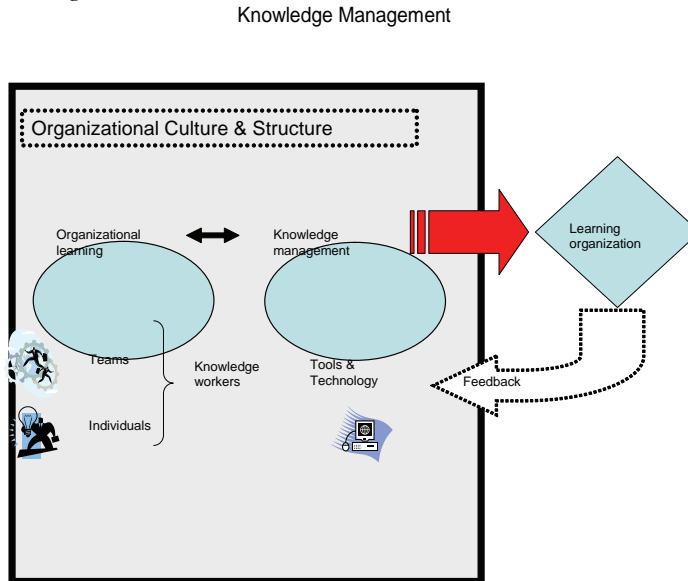 Knowledge Management
Organizational Culture & Structure
Organizational
learning
Knowledge
management
Learning
organization
Teams
Individuals
Knowledge
workers
Tools &
Technology
Feedback